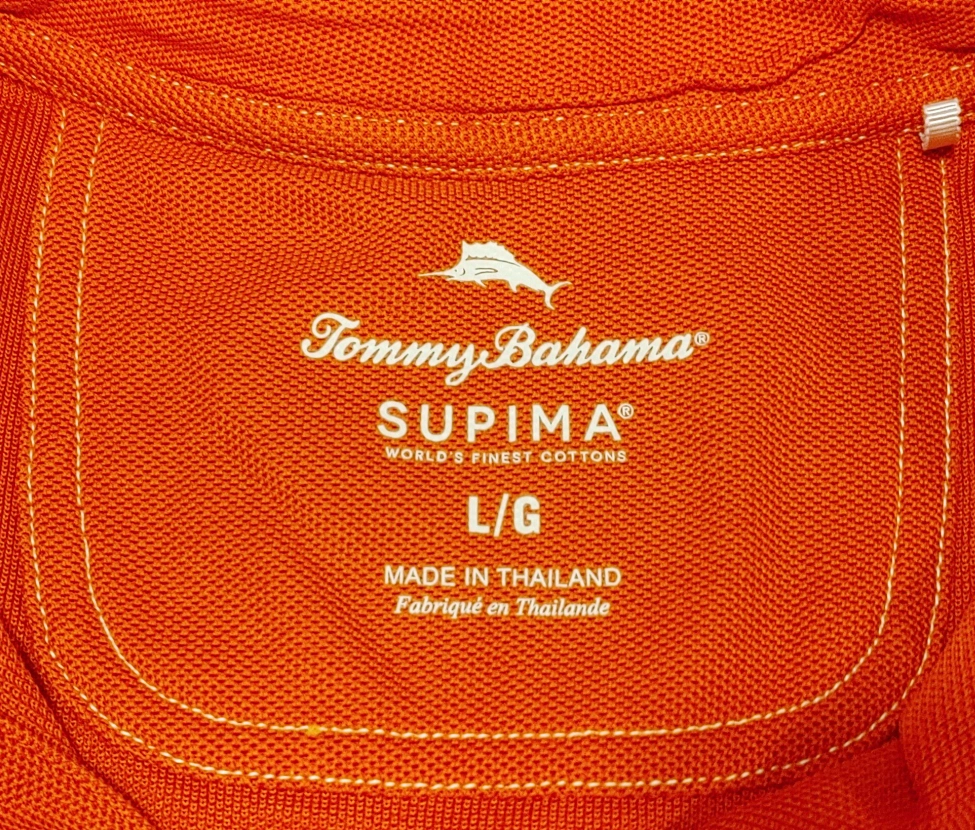 Tommy Bahama®
SUPIMA®
WORLD'S FINEST COTTONS
L/G
MADE IN THAILAND
Fabriqué en Thailande